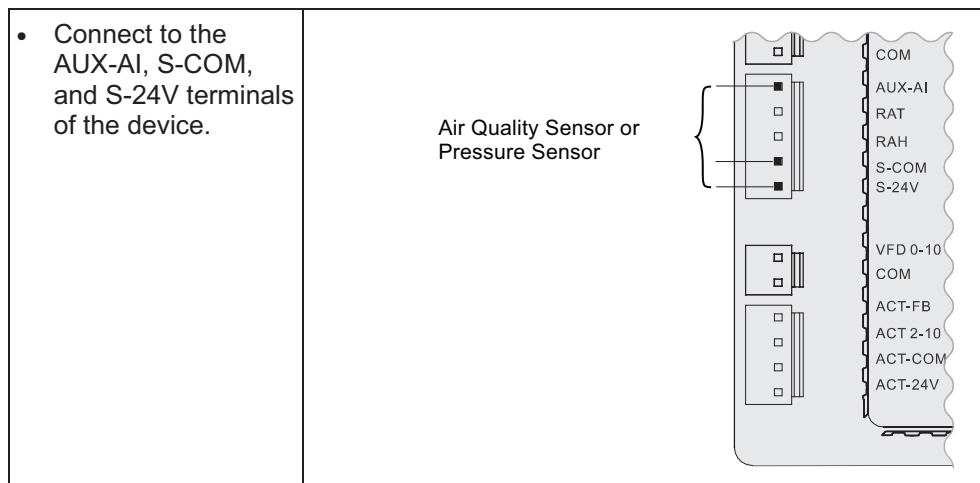 • Connect to the
AUX-AI, S-COM,
and S-24V terminals
of the device.
Air Quality Sensor or
Pressure Sensor
COM
AUX-AI
RAT
RAH
S-COM
S-24V
VFD 0-10
COM
ACT-FB
ACT 2-10
ACT-COM
ACT-24V